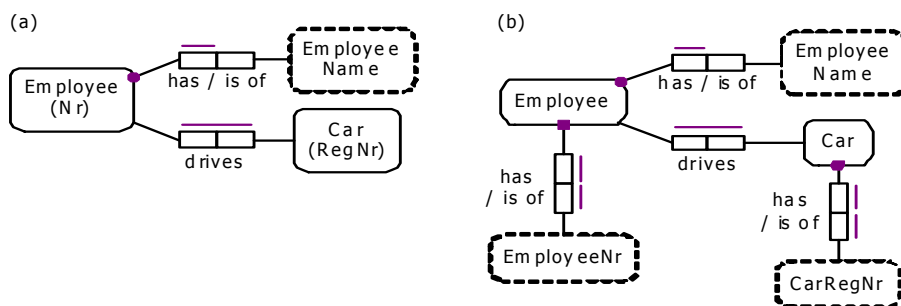 (a)
Employee
Name
has / is of
Employee
(Nr)
Car
(RegNr)
drives
(b)
Employee
Name
has / is of
Employee
Car
drives
has
/ is of
has
/ is of
EmployeeNr
CarRegNr